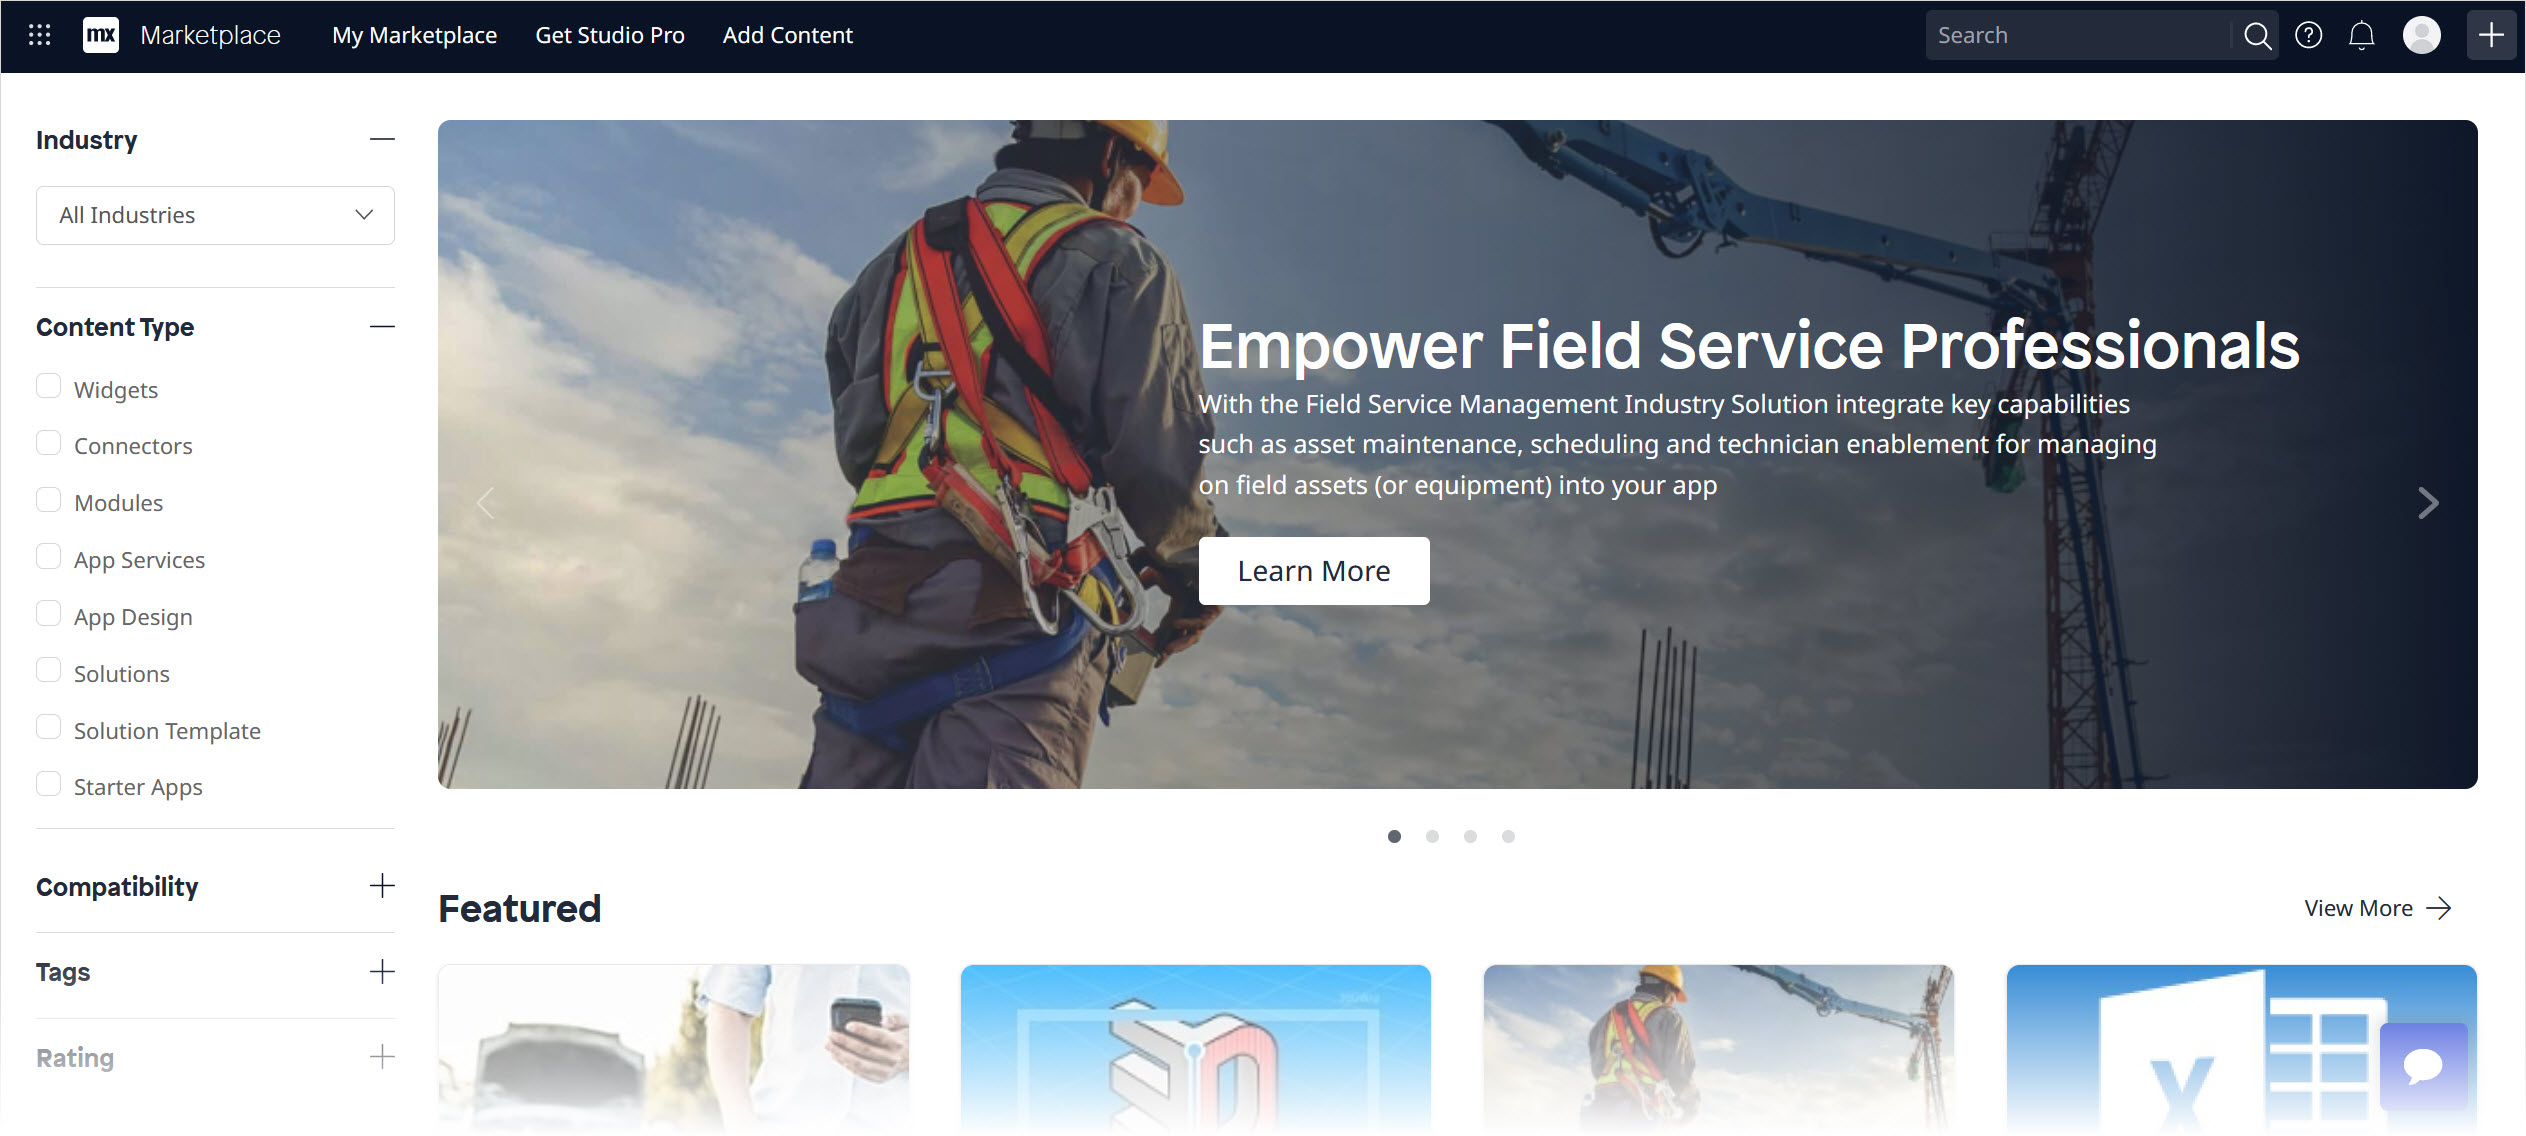 mx Marketplace My Marketplace Get Studio Pro Add Content Search
Industry
All Industries
Content Type
Widgets
Connectors
Modules
App Services
App Design
Solutions
Solution Template
Starter Apps
Compatibility
Tags
Rating
Empower Field Service Professionals
With the Field Service Management Industry Solution integrate key capabilities
such as asset maintenance, scheduling and technician enablement for managing
on field assets (or equipment) into your app
Learn More
Featured
View More
3D
X